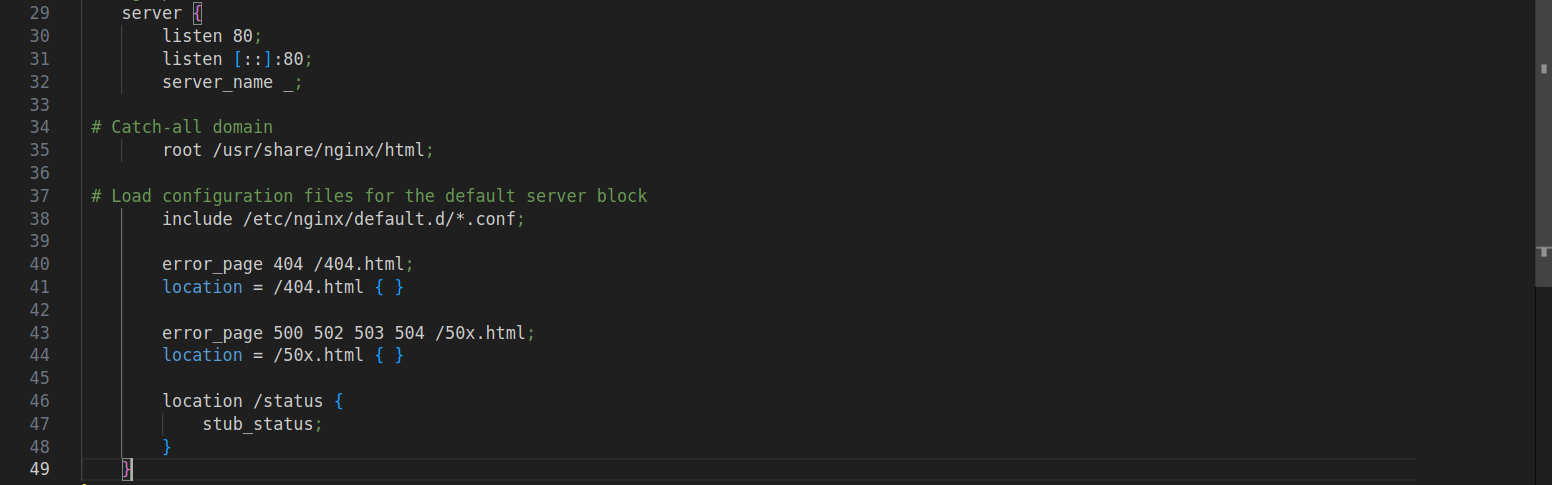 29 server {
30 listen 80;
31 listen [::]:80;
32 server_name _;
33
34 # Catch-all domain
35 root /usr/share/nginx/html;
36
37 # Load configuration files for the default server block
38 include /etc/nginx/default.d/*.conf;
39
40 error_page 404 /404.html;
41 location = /404.html { }
42
43 error_page 500 502 503 504 /50x.html;
44 location = /50x.html { }
45
46 location /status {
47 stub_status;
48 }
49 }